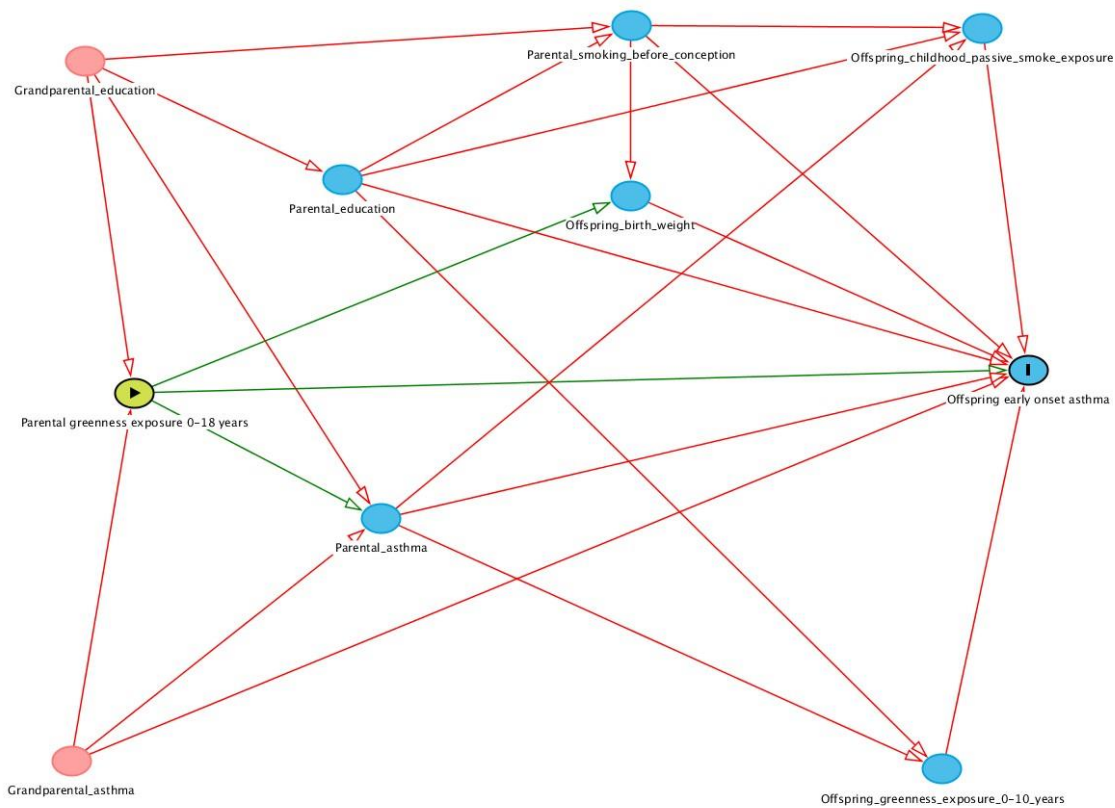 Parental_smoking_before_conception
Offspring_childhood_passive_smoke_exposure
Grandparental_education
Parental_education
Offspring_birth_weight
Offspring early onset asthma
Parental greenness exposure 0-18 years
Parental_asthma
Grandparental_asthma
Offspring_greenness_exposure_0-10_years